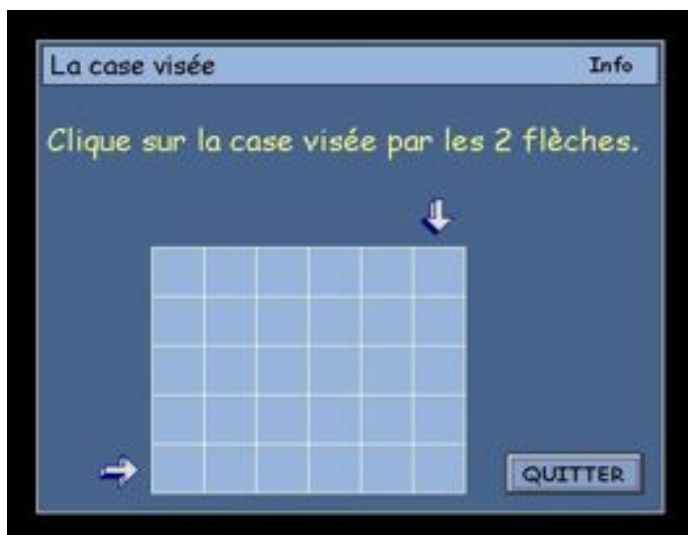 La case visée
Info
Clique sur la case visée par les 2 flèches.
QUITTER